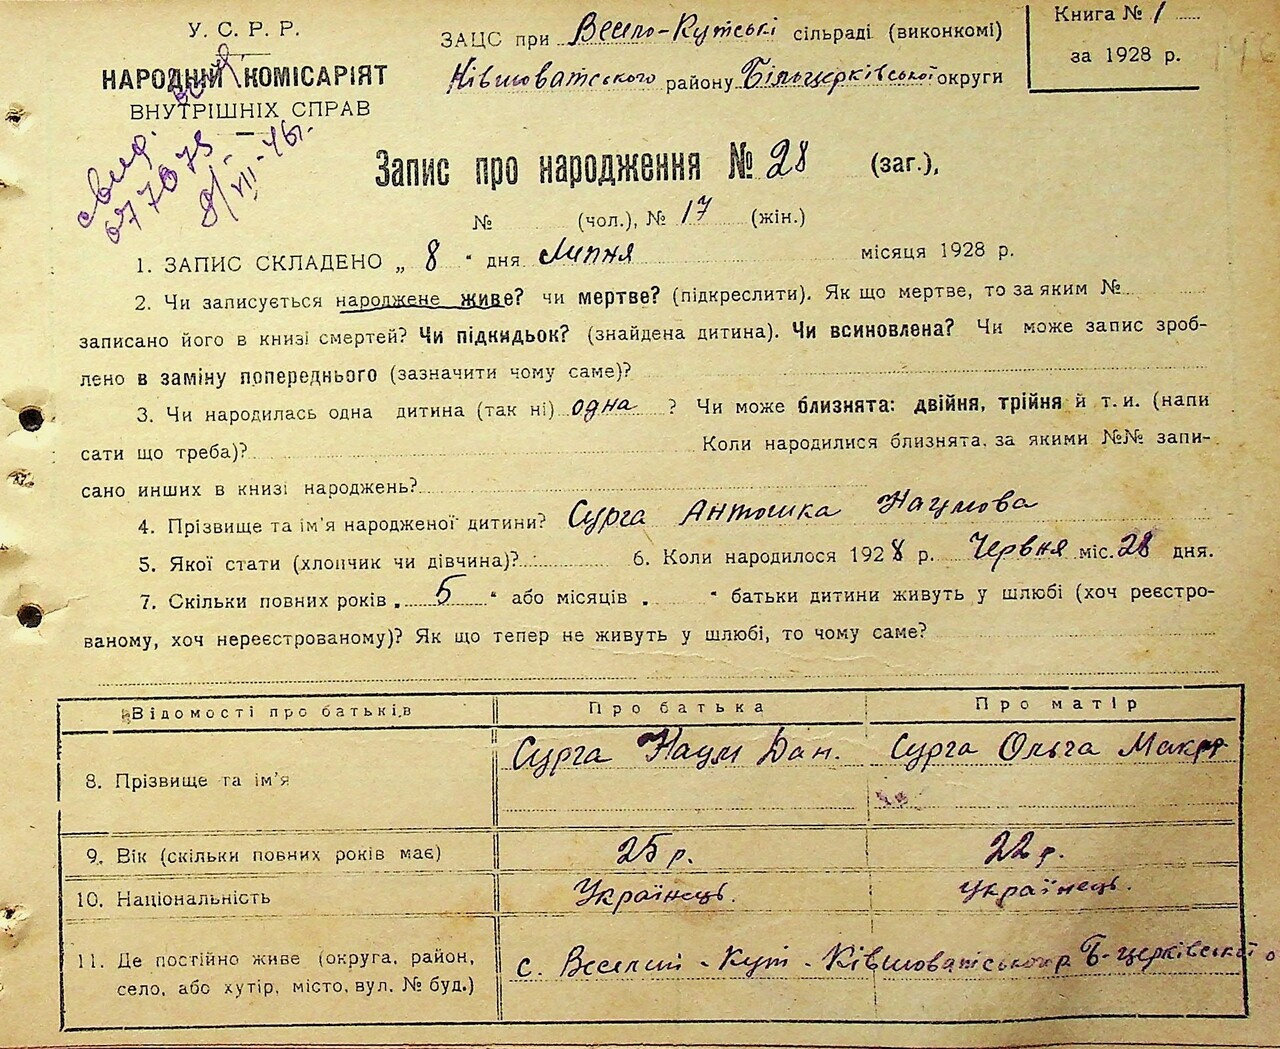 У. С. Р. Р.
НАРОДНІЙ КОМІСАРІЯТ
ВНУТРІШНІХ СПРАВ
свид.
077675
8/VII-46г.
ЗАЦС при Весело-Кутські сільраді (виконкомі)
Ківшоватського району Білцерківської округи
Книга № 1
за 1928 р.
Запис про народження № 28 (заг.),
№ (чол.), № 17 (жін.)
1. ЗАПИС СКЛАДЕНО „ 8 " дня Липня місяця 1928 р.
2. Чи записується народжене живе? чи мертве? (підкреслити). Як що мертве, то за яким №
записано його в книзі смертей? Чи підкидьок? (знайдена дитина). Чи всиновлена? Чи може запис зроб-
лено в заміну попереднього (зазначити чому саме)?
3. Чи народилась одна дитина (так ні) одна ? Чи може близнята: двійня, трійня й т. и. (напи
сати що треба)? Коли народилися близнята, за якими №№ запи-
сано инших в книзі народжень?
4. Прізвище та ім'я народженої дитини? Сурга Антошка Наумова
5. Якої стати (хлопчик чи дівчина)? 6. Коли народилося 1928 р. Червня міс. 28 дня.
7. Скільки повних років „ 5 " або місяців „ " батьки дитини живуть у шлюбі (хоч реєстро-
ваному, хоч нереєстрованому)? Як що тепер не живуть у шлюбі, то чому саме?
Відомості про батьків Про батька Про матір
8. Прізвище та ім'я Сурга Наум Дан. Сурга Ольга Макар
9. Вік (скільки повних років має) 25 р. 22 р.
10. Національність Українець. Українець.
11. Де постійно живе (округа, район,
село, або хутір, місто, вул. № буд.) с. Веселий-Кут-Ківшоватського р Б-церківської о